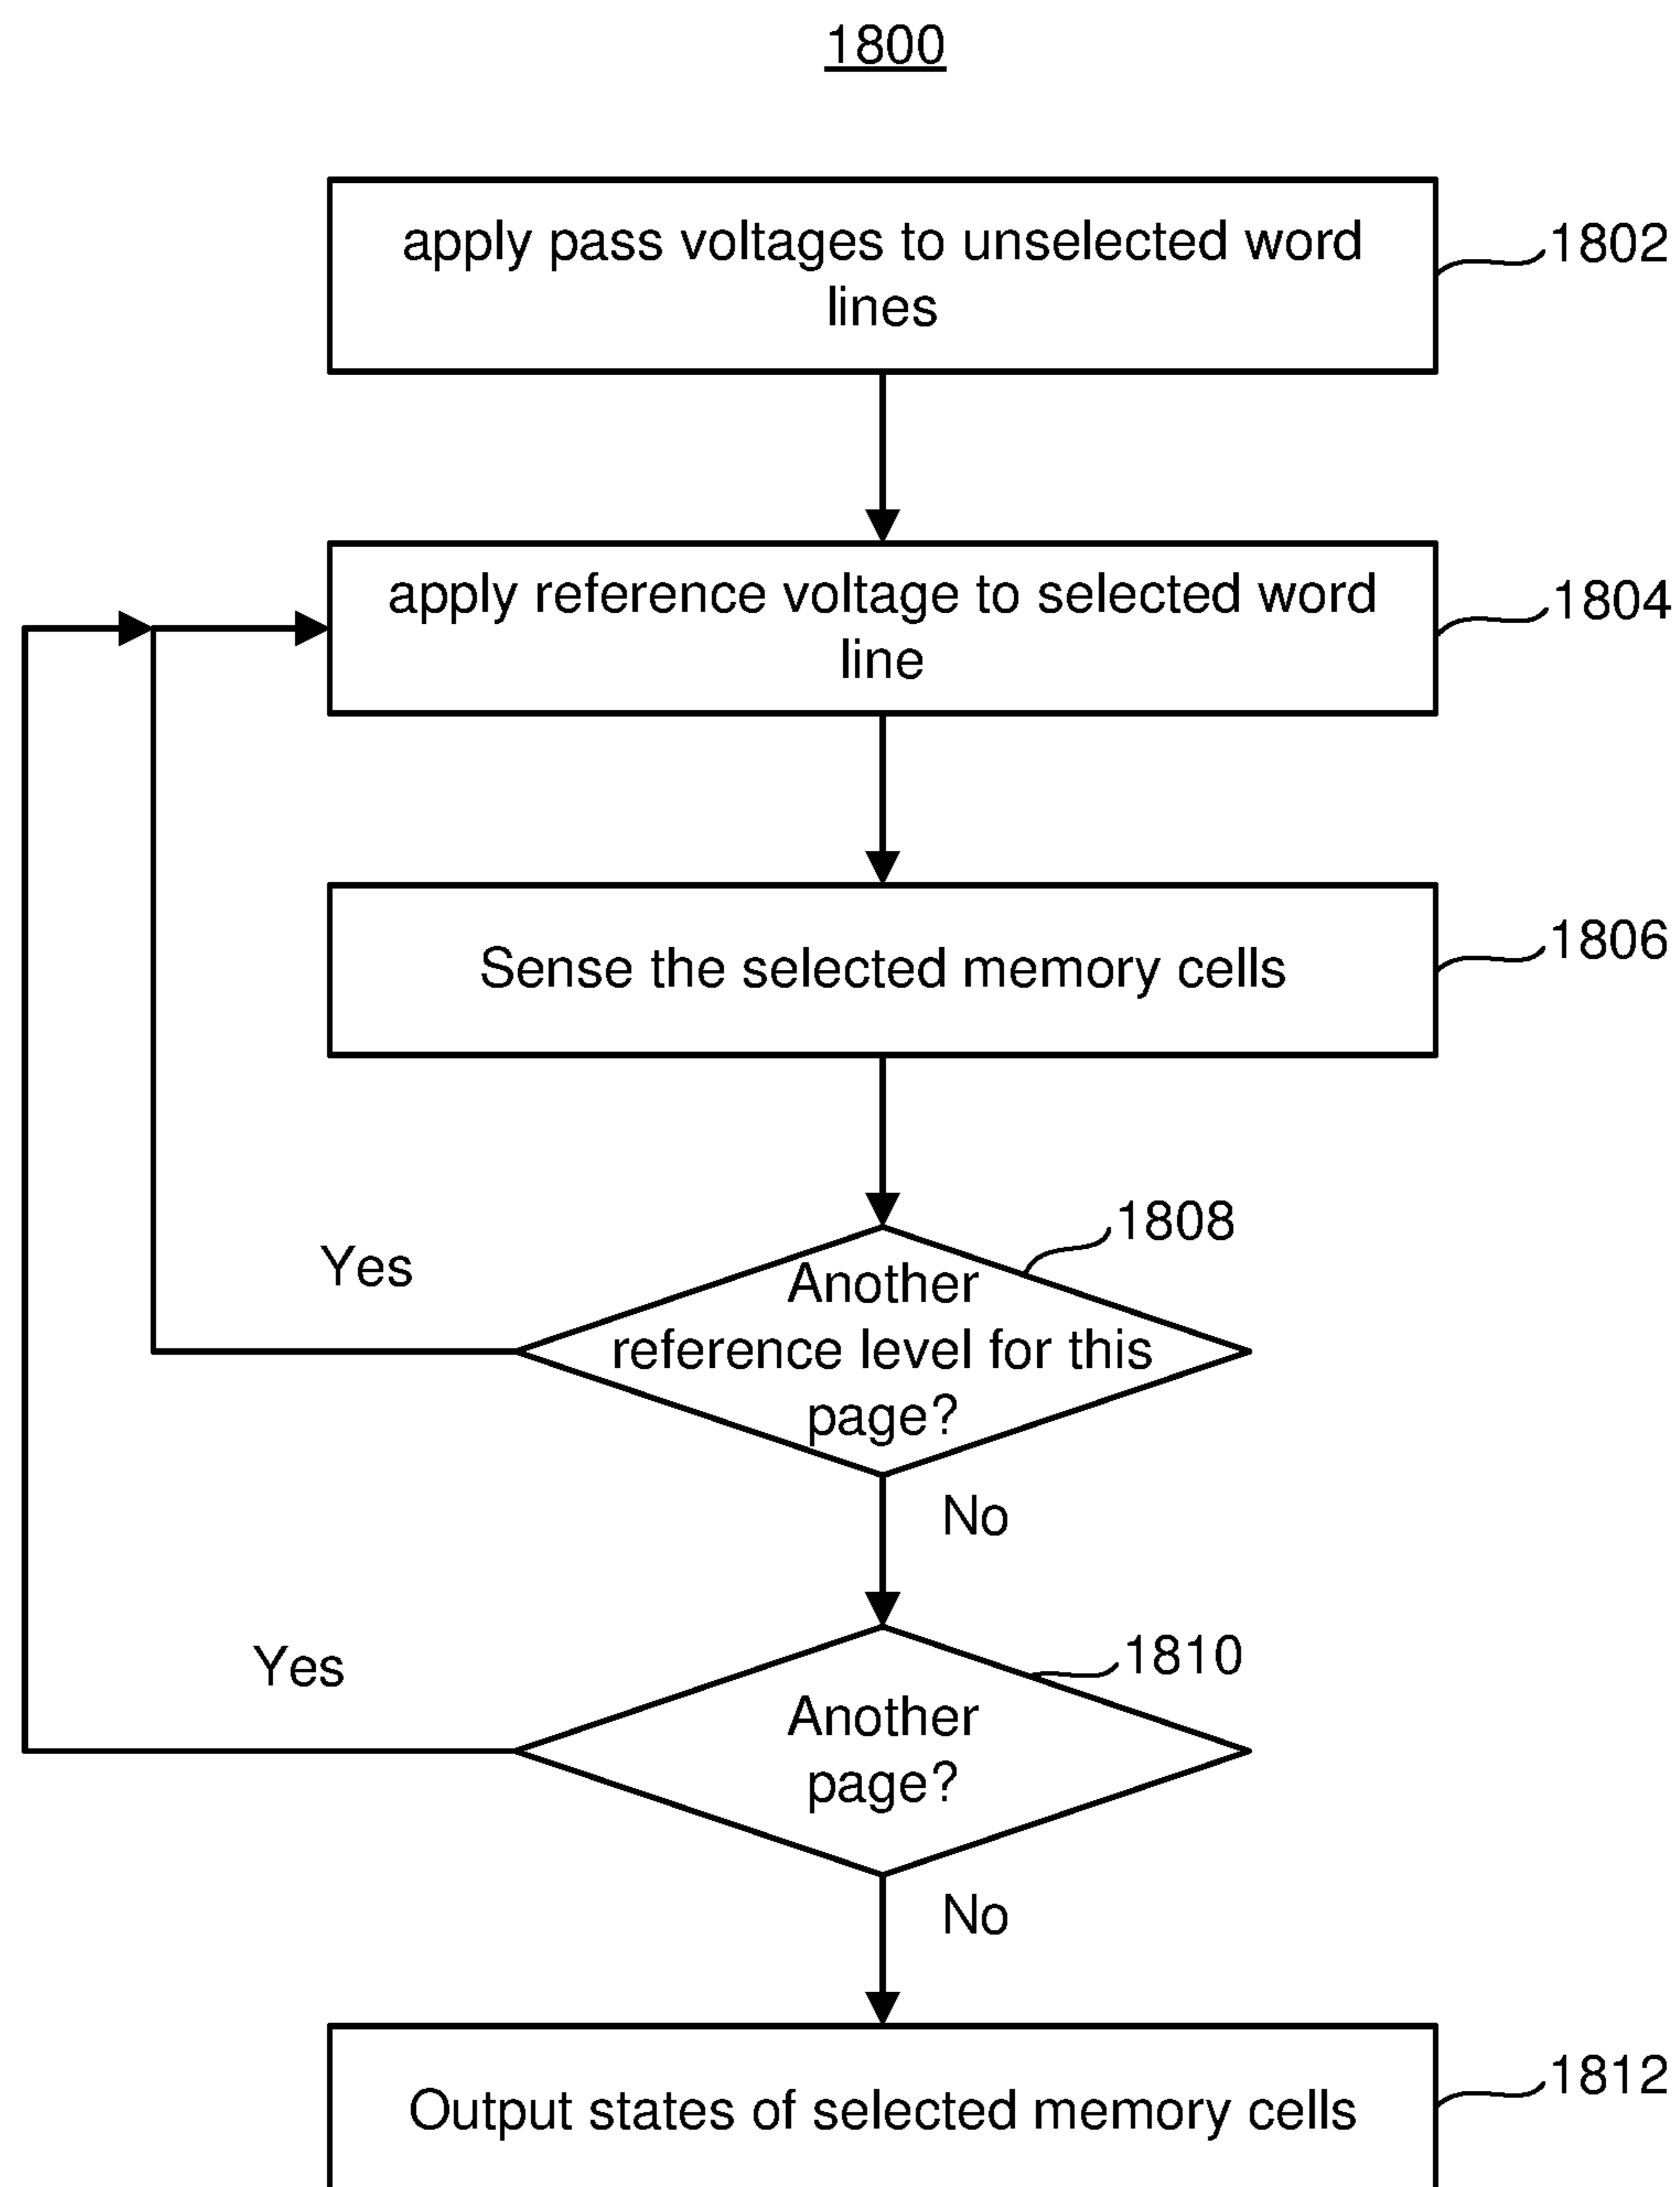 1800
apply pass voltages to unselected word
lines
1802
apply reference voltage to selected word
line
1804
Sense the selected memory cells
1806
1808
Yes
Another
reference level for this
page?
No
1810
Yes
Another
page?
No
Output states of selected memory cells
1812